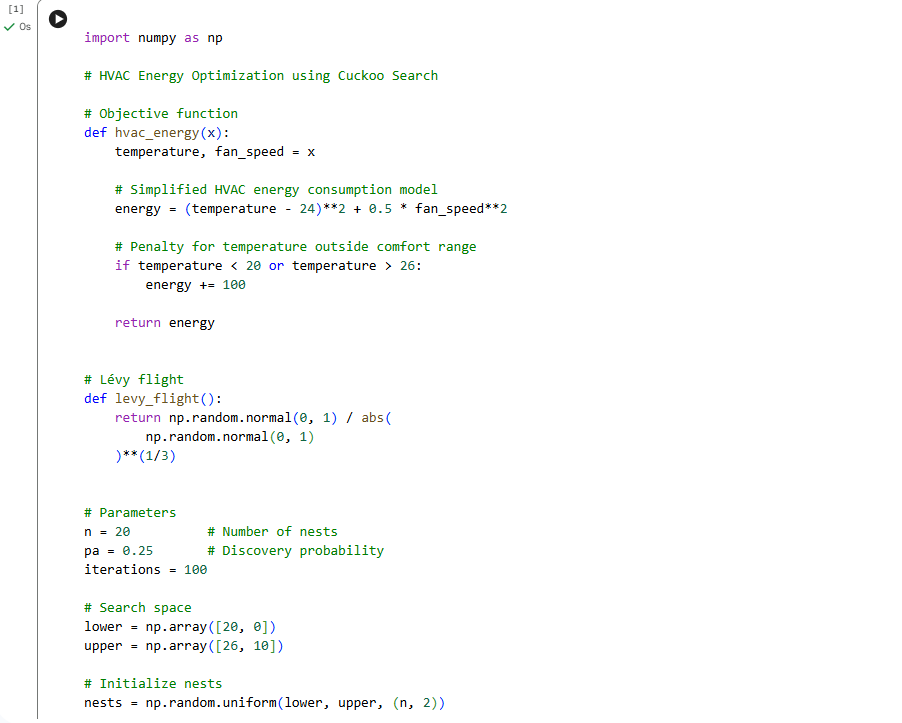 [1]
✓ 0s
import numpy as np
# HVAC Energy Optimization using Cuckoo Search
# Objective function
def hvac_energy(x):
    temperature, fan_speed = x
    # Simplified HVAC energy consumption model
    energy = (temperature - 24)**2 + 0.5 * fan_speed**2
    # Penalty for temperature outside comfort range
    if temperature < 20 or temperature > 26:
        energy += 100
    return energy
# Lévy flight
def levy_flight():
    return np.random.normal(0, 1) / abs(
        np.random.normal(0, 1)
    )**(1/3)
# Parameters
n = 20          # Number of nests
pa = 0.25       # Discovery probability
iterations = 100
# Search space
lower = np.array([20, 0])
upper = np.array([26, 10])
# Initialize nests
nests = np.random.uniform(lower, upper, (n, 2))